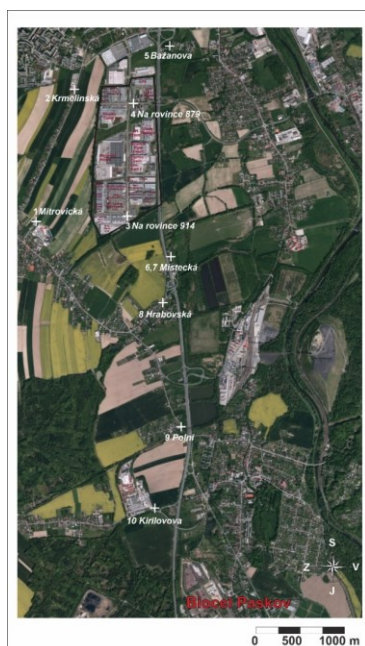 5 Bažanova
2 Krmelínská
4 Na rovince 879
1 Mitrovická
3 Na rovince 914
6,7 Místecká
8 Hrabovská
9 Polní
10 Kirilovova
S
Z V
J
Biocel Paskov
0 500 1000 m